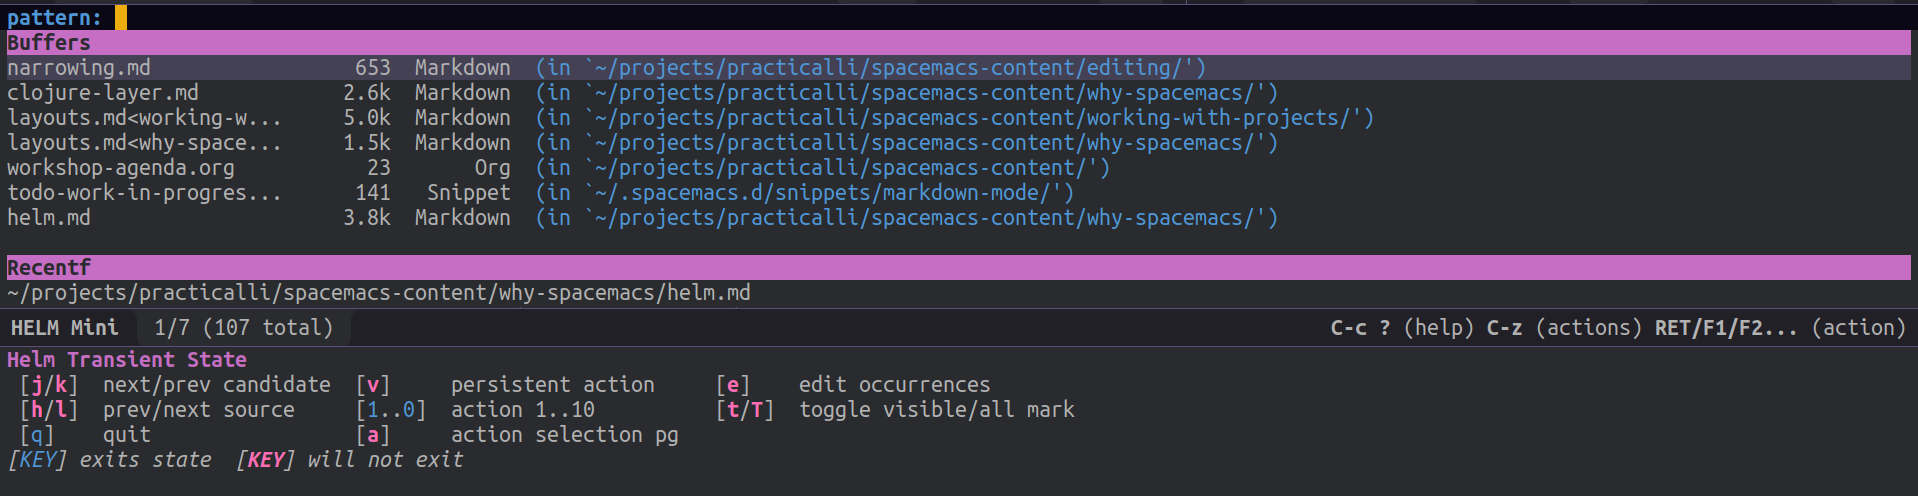 pattern:
Buffers
narrowing.md 653 Markdown (in `~/projects/practicalli/spacemacs-content/editing/')
clojure-layer.md 2.6k Markdown (in `~/projects/practicalli/spacemacs-content/why-spacemacs/')
layouts.md<working-w... 5.0k Markdown (in `~/projects/practicalli/spacemacs-content/working-with-projects/')
layouts.md<why-space... 1.5k Markdown (in `~/projects/practicalli/spacemacs-content/why-spacemacs/')
workshop-agenda.org 23 Org (in `~/projects/practicalli/spacemacs-content/')
todo-work-in-progres... 141 Snippet (in `~/.spacemacs.d/snippets/markdown-mode/')
helm.md 3.8k Markdown (in `~/projects/practicalli/spacemacs-content/why-spacemacs/')
Recentf
~/projects/practicalli/spacemacs-content/why-spacemacs/helm.md
HELM Mini 1/7 (107 total) C-c ? (help) C-z (actions) RET/F1/F2... (action)
Helm Transient State
[j/k] next/prev candidate [v] persistent action [e] edit occurrences
[h/l] prev/next source [1..0] action 1..10 [t/T] toggle visible/all mark
[q] quit [a] action selection pg
[KEY] exits state [KEY] will not exit